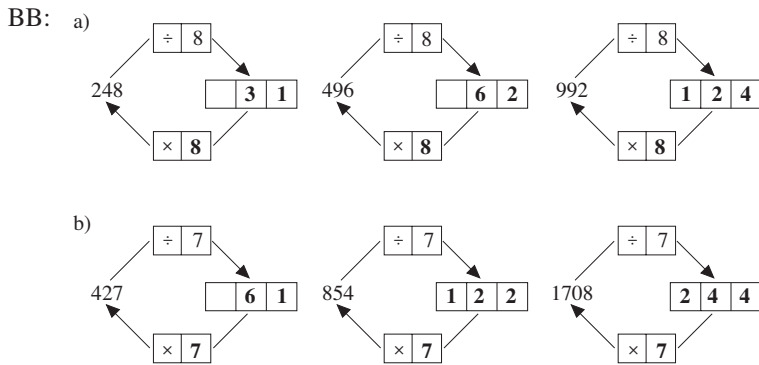 BB: a)
÷ 8 ÷ 8 ÷ 8
248 3 1 496 6 2 992 1 2 4
× 8 × 8 × 8
b)
÷ 7 ÷ 7 ÷ 7
427 6 1 854 1 2 2 1708 2 4 4
× 7 × 7 × 7